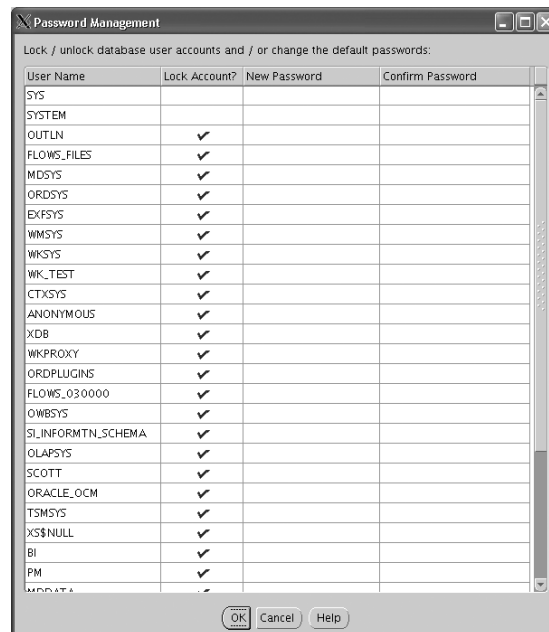 Password Management
Lock / unlock database user accounts and / or change the default passwords:
User Name Lock Account? New Password Confirm Password
SYS
SYSTEM
OUTLN
FLOWS_FILES
MDSYS
ORDSYS
EXFSYS
WMSYS
WKSYS
WK_TEST
CTXSYS
ANONYMOUS
XDB
WKPROXY
ORDPLUGINS
FLOWS_030000
OWBSYS
SI_INFORMTN_SCHEMA
OLAPSYS
SCOTT
ORACLE_OCM
TSMSYS
XS$NULL
BI
PM
MDDATA
OK Cancel Help